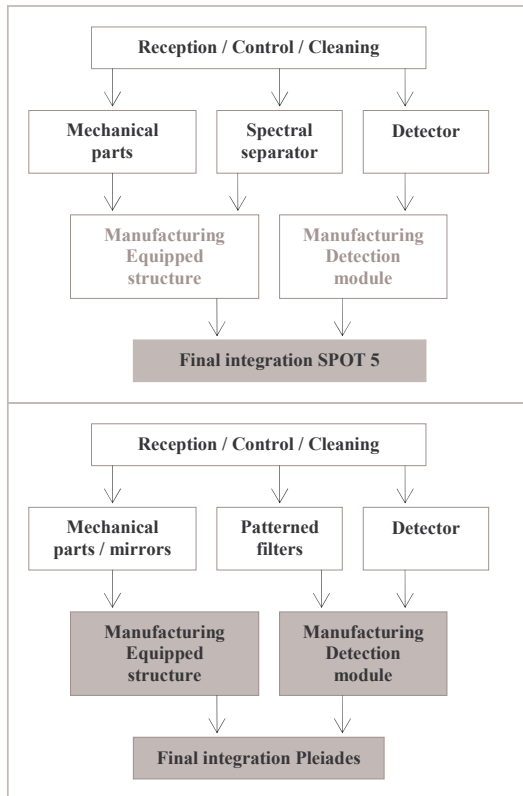 Reception / Control / Cleaning
Mechanical
parts
Spectral
separator
Detector
Manufacturing
Equipped
structure
Manufacturing
Detection
module
Final integration SPOT 5
Reception / Control / Cleaning
Mechanical
parts / mirrors
Patterned
filters
Detector
Manufacturing
Equipped
structure
Manufacturing
Detection
module
Final integration Pleiades